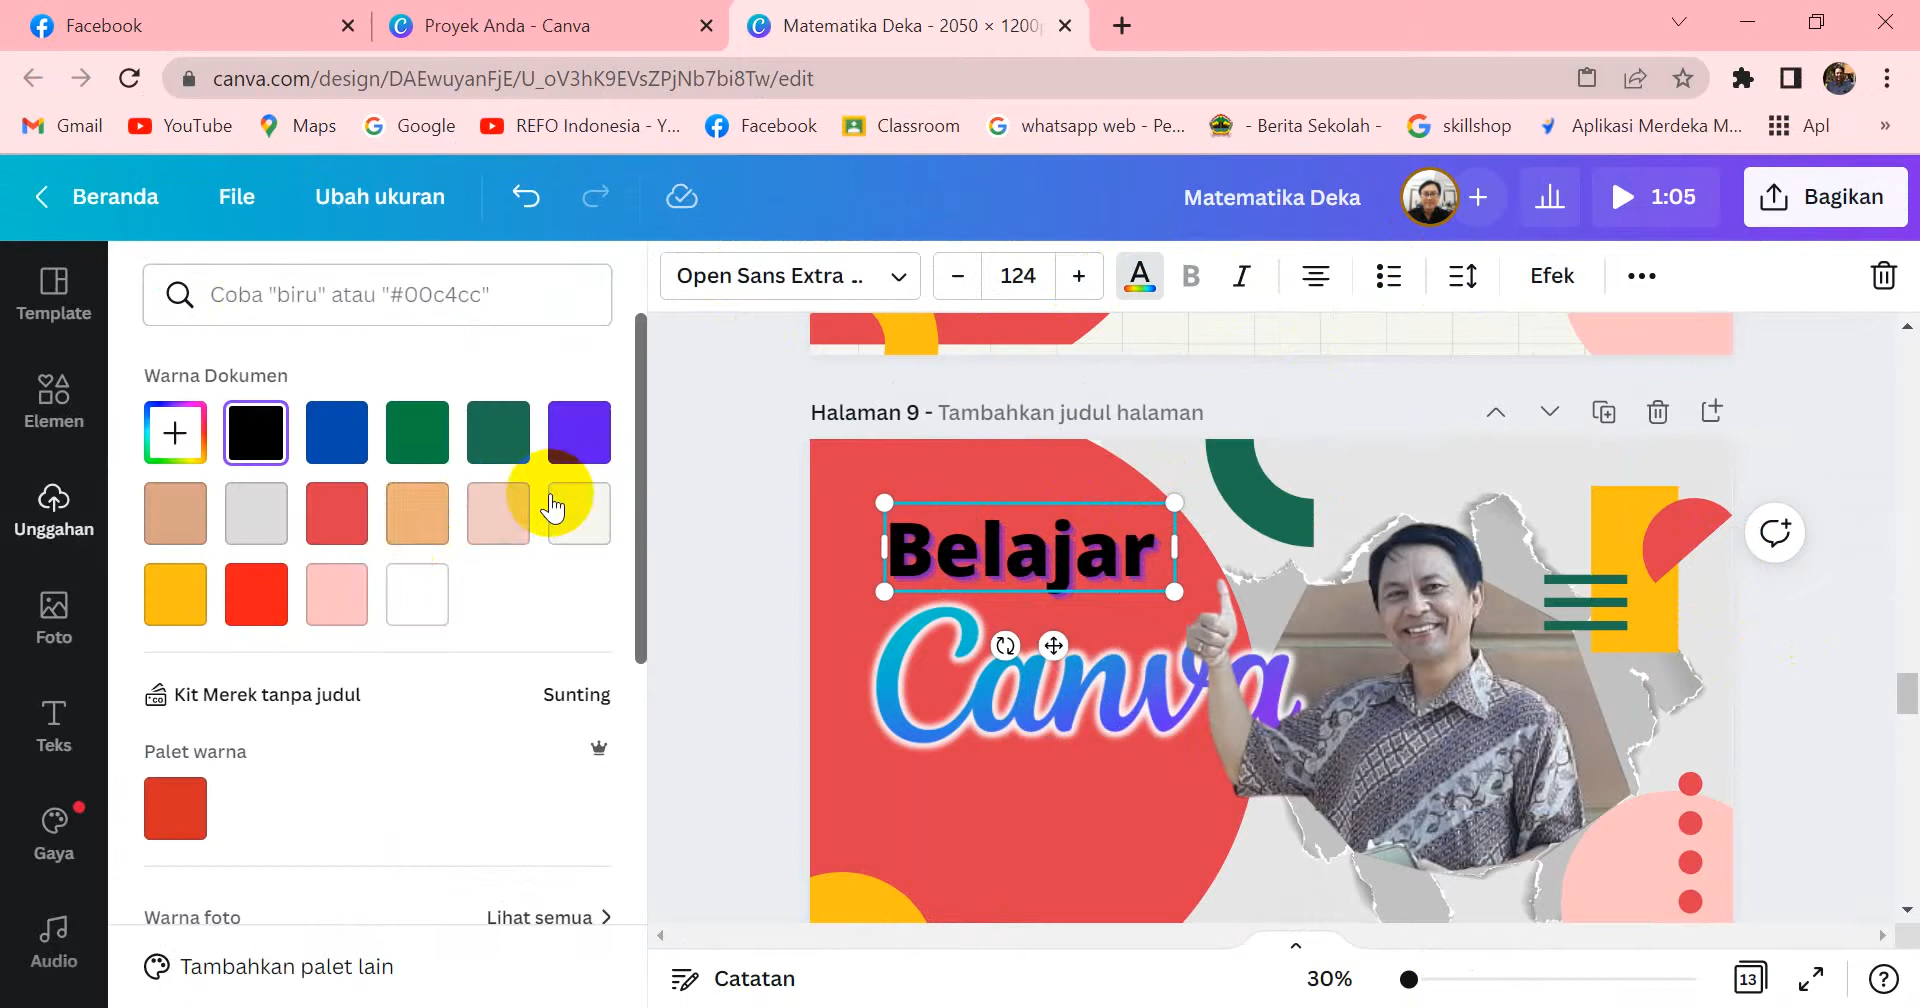 Facebook
Proyek Anda - Canva
Matematika Deka - 2050 × 1200
canva.com/design/DAEwuyanFjE/U_oV3hK9EVsZPjNb7bi8Tw/edit
Gmail
YouTube
Maps
Google
REFO Indonesia - Y...
Facebook
Classroom
whatsapp web - Pe...
- Berita Sekolah -
skillshop
Aplikasi Merdeka M...
Apl
»
Beranda
File
Ubah ukuran
Matematika Deka
1:05
Bagikan
Template
Elemen
Unggahan
Foto
Teks
Gaya
Audio
Coba "biru" atau "#00c4cc"
Warna Dokumen
Kit Merek tanpa judul
Sunting
Palet warna
Warna foto
Lihat semua
Tambahkan palet lain
Open Sans Extra ..
124
A
B
I
Efek
Halaman 9 - Tambahkan judul halaman
Belajar
Canva
Catatan
30%
13